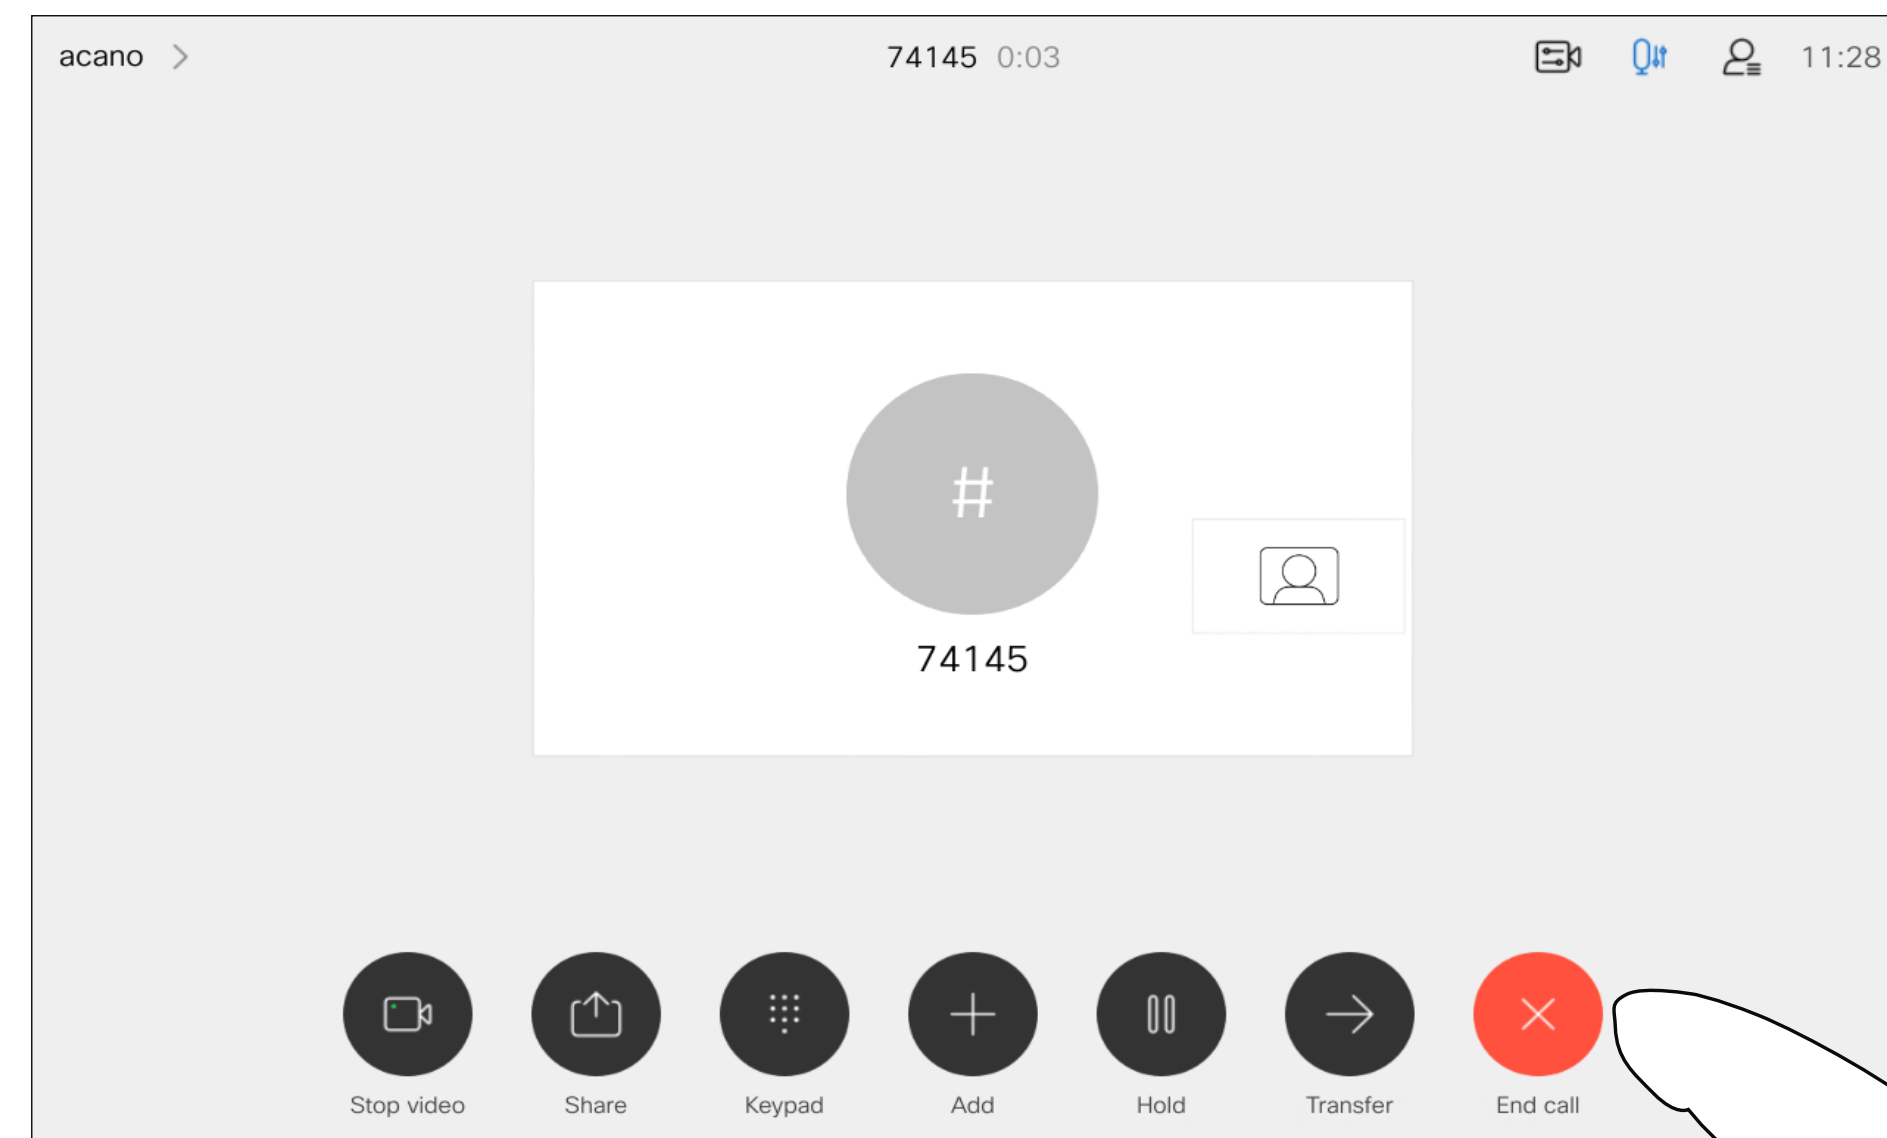 acano
74145 0:03
11:28
#
74145
Stop video
Share
Keypad
Add
Hold
Transfer
End call